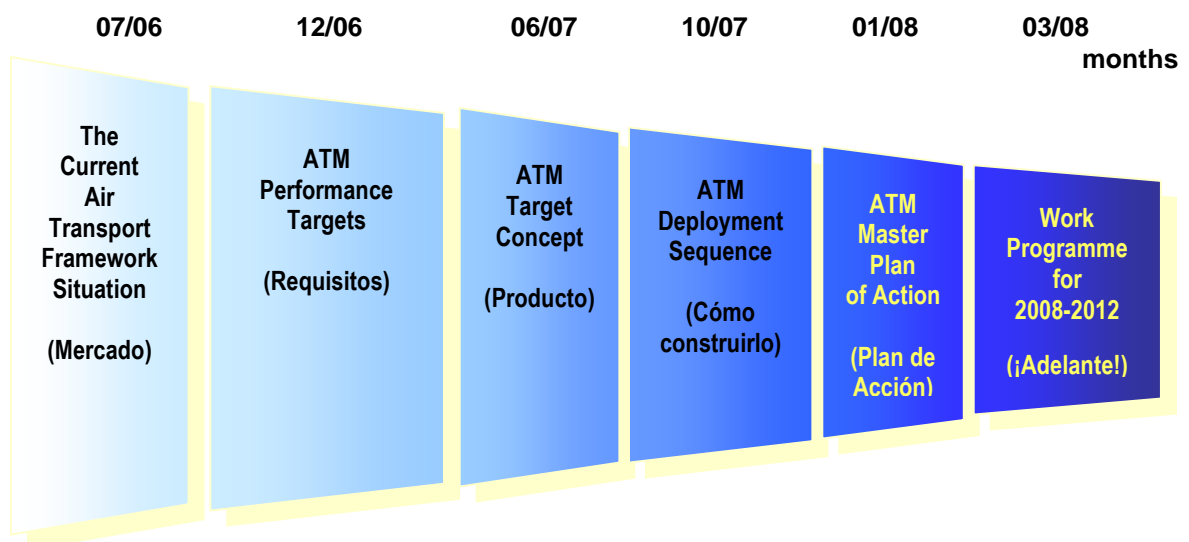 07/06 12/06 06/07 10/07 01/08 03/08
months
The
Current
Air
Transport
Framework
Situation
(Mercado)
ATM
Performance
Targets
(Requisitos)
ATM
Target
Concept
(Producto)
ATM
Deployment
Sequence
(Cómo
construirlo)
ATM
Master
Plan
of Action
(Plan de
Acción)
Work
Programme
for
2008-2012
(¡Adelante!)